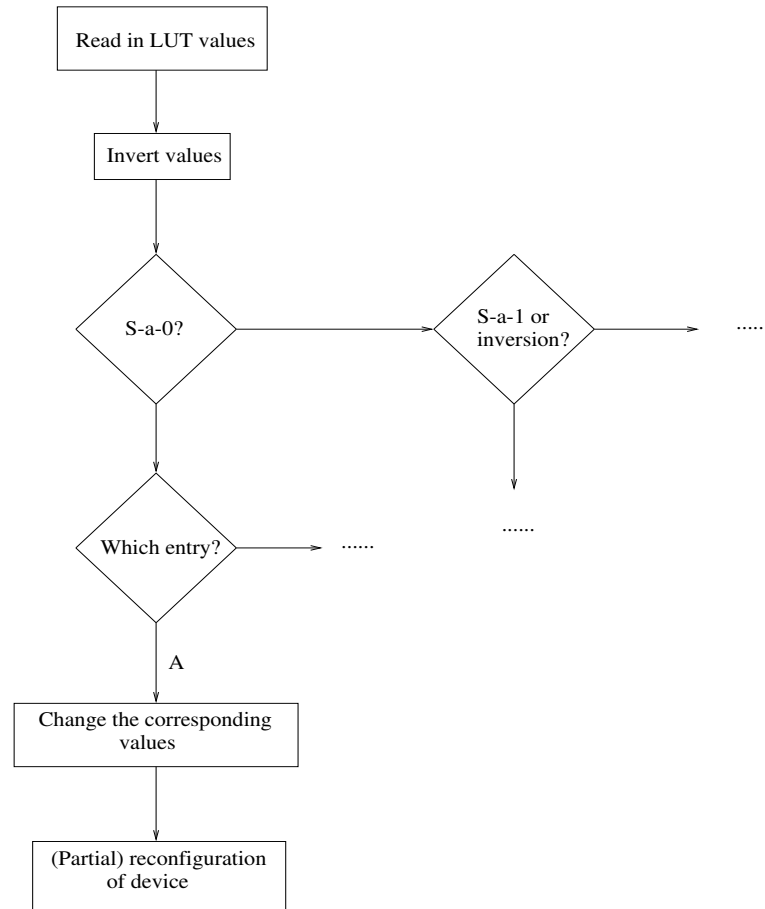 Read in LUT values
Invert values
S-a-0?
S-a-1 or
inversion?
.....
Which entry?
......
......
A
Change the corresponding
values
(Partial) reconfiguration
of device